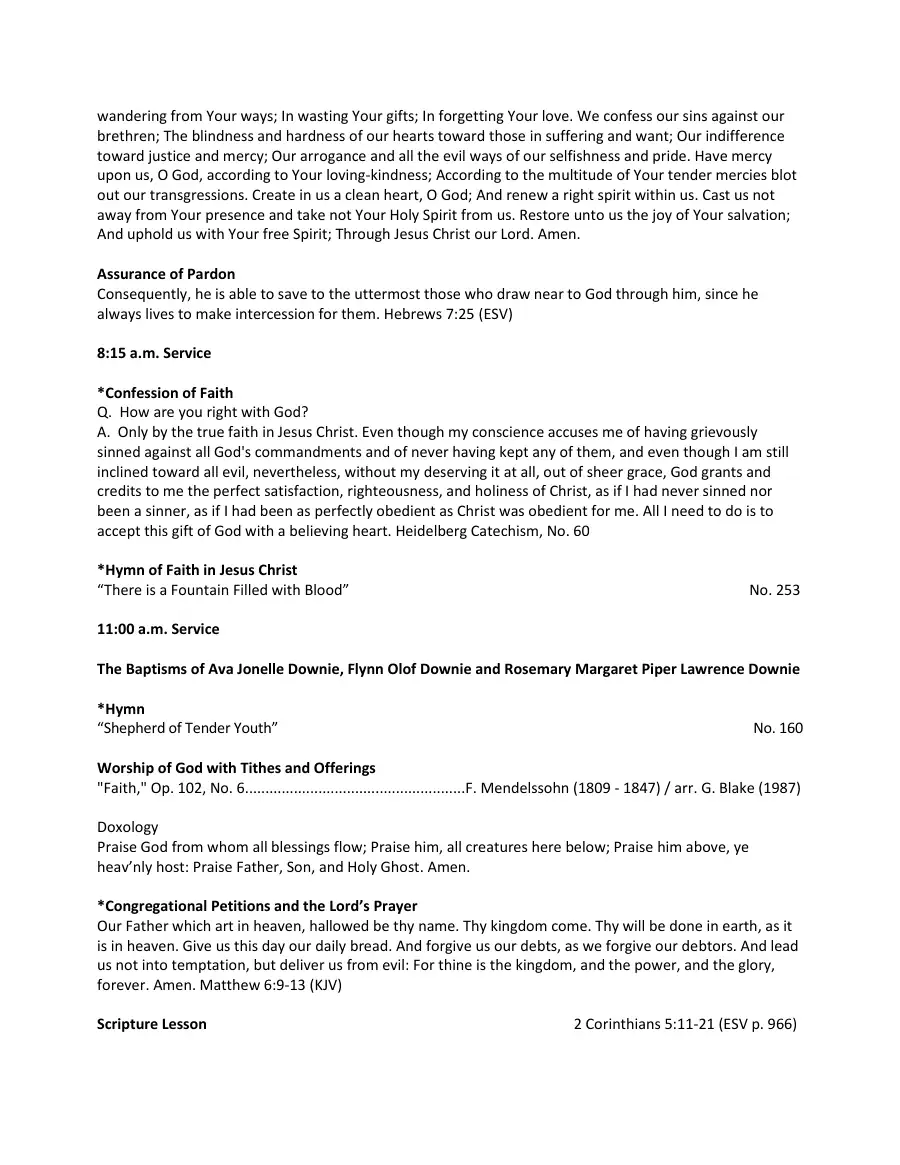 wandering from Your ways; In wasting Your gifts; In forgetting Your love. We confess our sins against our
brethren; The blindness and hardness of our hearts toward those in suffering and want; Our indifference
toward justice and mercy; Our arrogance and all the evil ways of our selfishness and pride. Have mercy
upon us, O God, according to Your loving-kindness; According to the multitude of Your tender mercies blot
out our transgressions. Create in us a clean heart, O God; And renew a right spirit within us. Cast us not
away from Your presence and take not Your Holy Spirit from us. Restore unto us the joy of Your salvation;
And uphold us with Your free Spirit; Through Jesus Christ our Lord. Amen.
Assurance of Pardon
Consequently, he is able to save to the uttermost those who draw near to God through him, since he
always lives to make intercession for them. Hebrews 7:25 (ESV)
8:15 a.m. Service
*Confession of Faith
Q.  How are you right with God?
A.  Only by the true faith in Jesus Christ. Even though my conscience accuses me of having grievously
sinned against all God's commandments and of never having kept any of them, and even though I am still
inclined toward all evil, nevertheless, without my deserving it at all, out of sheer grace, God grants and
credits to me the perfect satisfaction, righteousness, and holiness of Christ, as if I had never sinned nor
been a sinner, as if I had been as perfectly obedient as Christ was obedient for me. All I need to do is to
accept this gift of God with a believing heart. Heidelberg Catechism, No. 60
*Hymn of Faith in Jesus Christ
“There is a Fountain Filled with Blood” No. 253
11:00 a.m. Service
The Baptisms of Ava Jonelle Downie, Flynn Olof Downie and Rosemary Margaret Piper Lawrence Downie
*Hymn
“Shepherd of Tender Youth” No. 160
Worship of God with Tithes and Offerings
"Faith," Op. 102, No. 6......................................................F. Mendelssohn (1809 - 1847) / arr. G. Blake (1987)
Doxology
Praise God from whom all blessings flow; Praise him, all creatures here below; Praise him above, ye
heav’nly host: Praise Father, Son, and Holy Ghost. Amen.
*Congregational Petitions and the Lord’s Prayer
Our Father which art in heaven, hallowed be thy name. Thy kingdom come. Thy will be done in earth, as it
is in heaven. Give us this day our daily bread. And forgive us our debts, as we forgive our debtors. And lead
us not into temptation, but deliver us from evil: For thine is the kingdom, and the power, and the glory,
forever. Amen. Matthew 6:9-13 (KJV)
Scripture Lesson 2 Corinthians 5:11-21 (ESV p. 966)